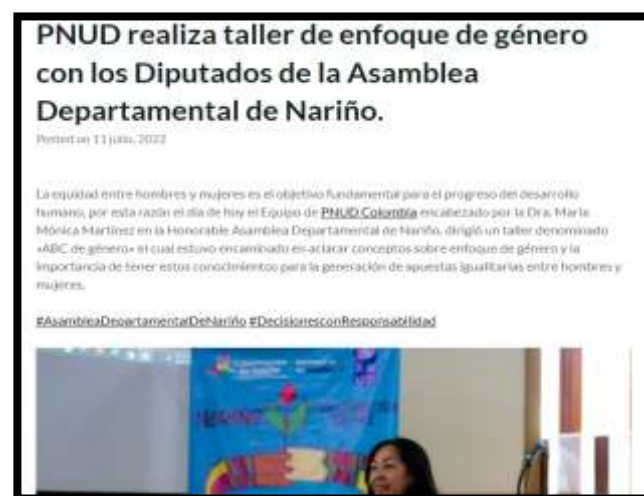 PNUD realiza taller de enfoque de género
con los Diputados de la Asamblea
Departamental de Nariño.
Posted on 11 julio, 2022
La equidad entre hombres y mujeres es el objetivo fundamental para el progreso del desarrollo
humano, por esta razón el día de hoy el Equipo de PNUD Colombia encabezado por la Dra. María
Mónica Martínez en la Honorable Asamblea Departamental de Nariño, dirigió un taller denominado
«ABC de género» el cual estuvo encaminado en aclarar conceptos sobre enfoque de género y la
importancia de tener estos conocimientos para la generación de apuestas igualitarias entre hombres y
mujeres.
#AsambleaDepartamentalDeNariño #DecisionesconResponsabilidad